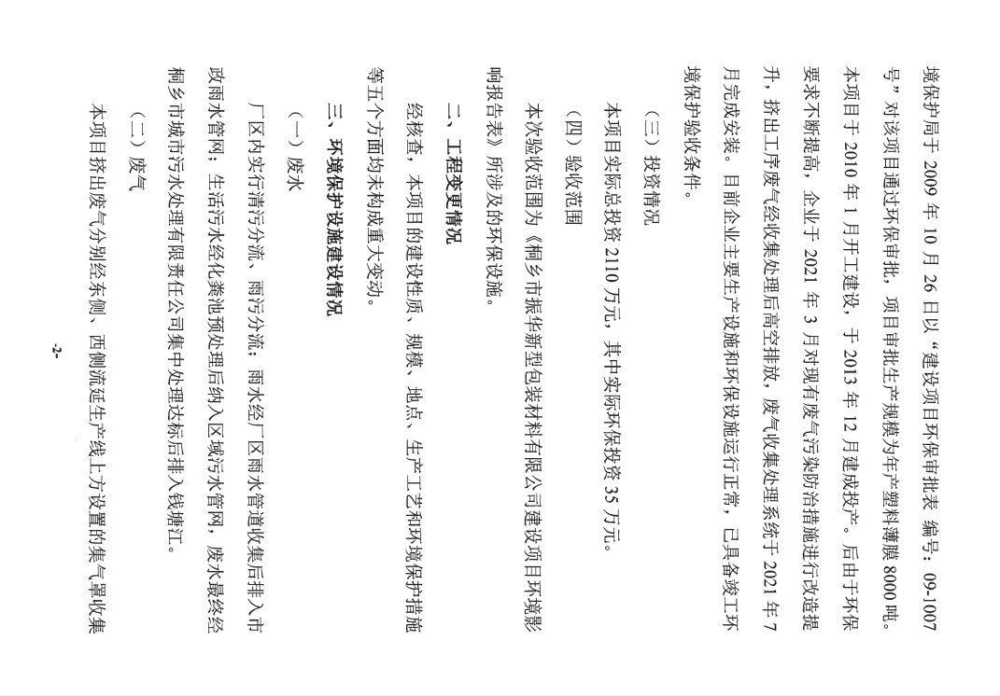 境保护局于 2009 年 10 月 26 日以 “建设项目环保审批表 编号：09-1007
号” 对该项目通过环保审批，项目审批生产规模为年产塑料薄膜 8000 吨。
本项目于 2010 年 1 月开工建设，于 2013 年 12 月建成投产。后由于环保
要求不断提高，企业于 2021 年 3 月对现有废气污染防治措施进行改造提
升，挤出工序废气经收集处理后高空排放，废气收集处理系统于 2021 年 7
月完成安装。目前企业主要生产设施和环保设施运行正常，已具备竣工环
境保护验收条件。
（三）投资情况
本项目实际总投资 2110 万元，其中实际环保投资 35 万元。
（四）验收范围
本次验收范围为《桐乡市振华新型包装材料有限公司建设项目环境影
响报告表》所涉及的环保设施。
二、工程变更情况
经核查，本项目的建设性质、规模、地点、生产工艺和环境保护措施
等五个方面均未构成重大变动。
三、环境保护设施建设情况
（一）废水
厂区内实行清污分流、雨污分流；雨水经厂区雨水管道收集后排入市
政雨水管网；生活污水经化粪池预处理后纳入区域污水管网，废水最终经
桐乡市城市污水处理有限责任公司集中处理达标后排入钱塘江。
（二）废气
本项目挤出废气分别经东侧、西侧流延生产线上方设置的集气罩收集
-2-